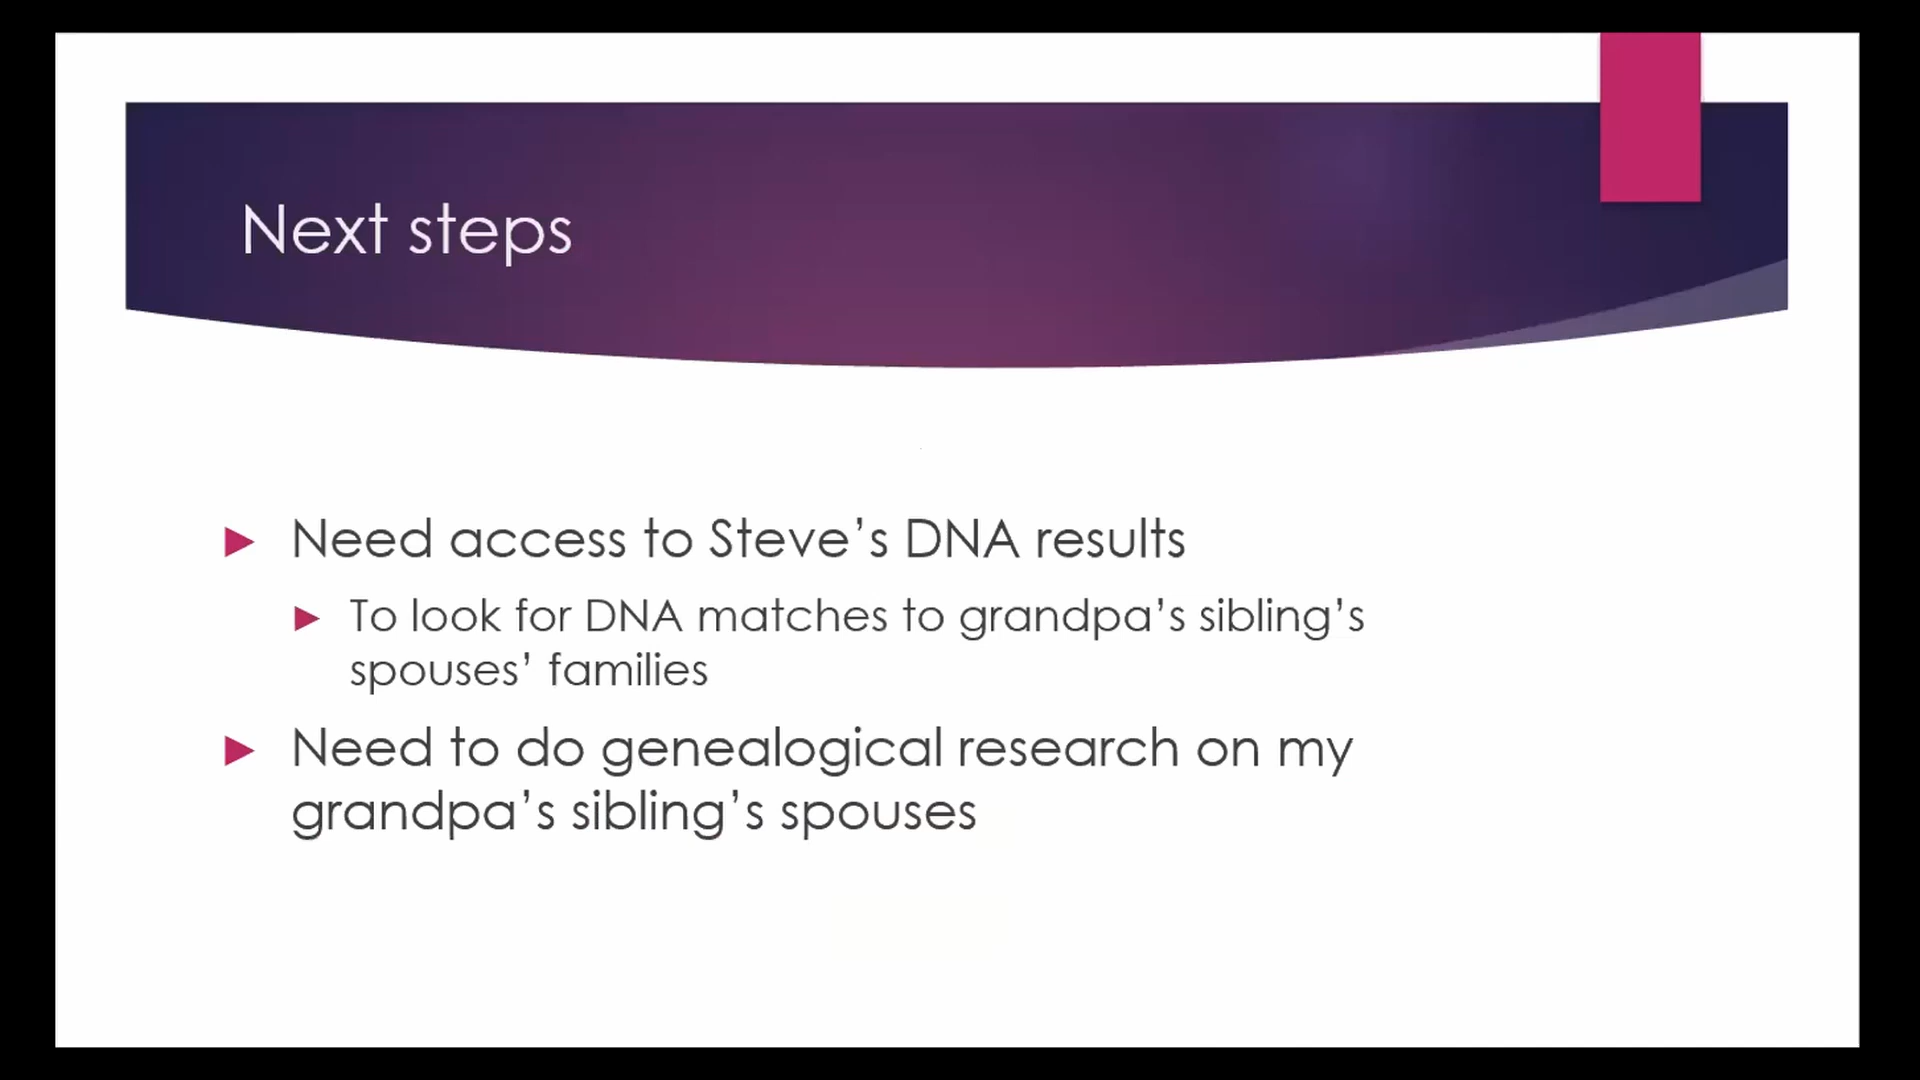 Next steps
Need access to Steve’s DNA results
To look for DNA matches to grandpa’s sibling’s
spouses’ families
Need to do genealogical research on my
grandpa’s sibling’s spouses